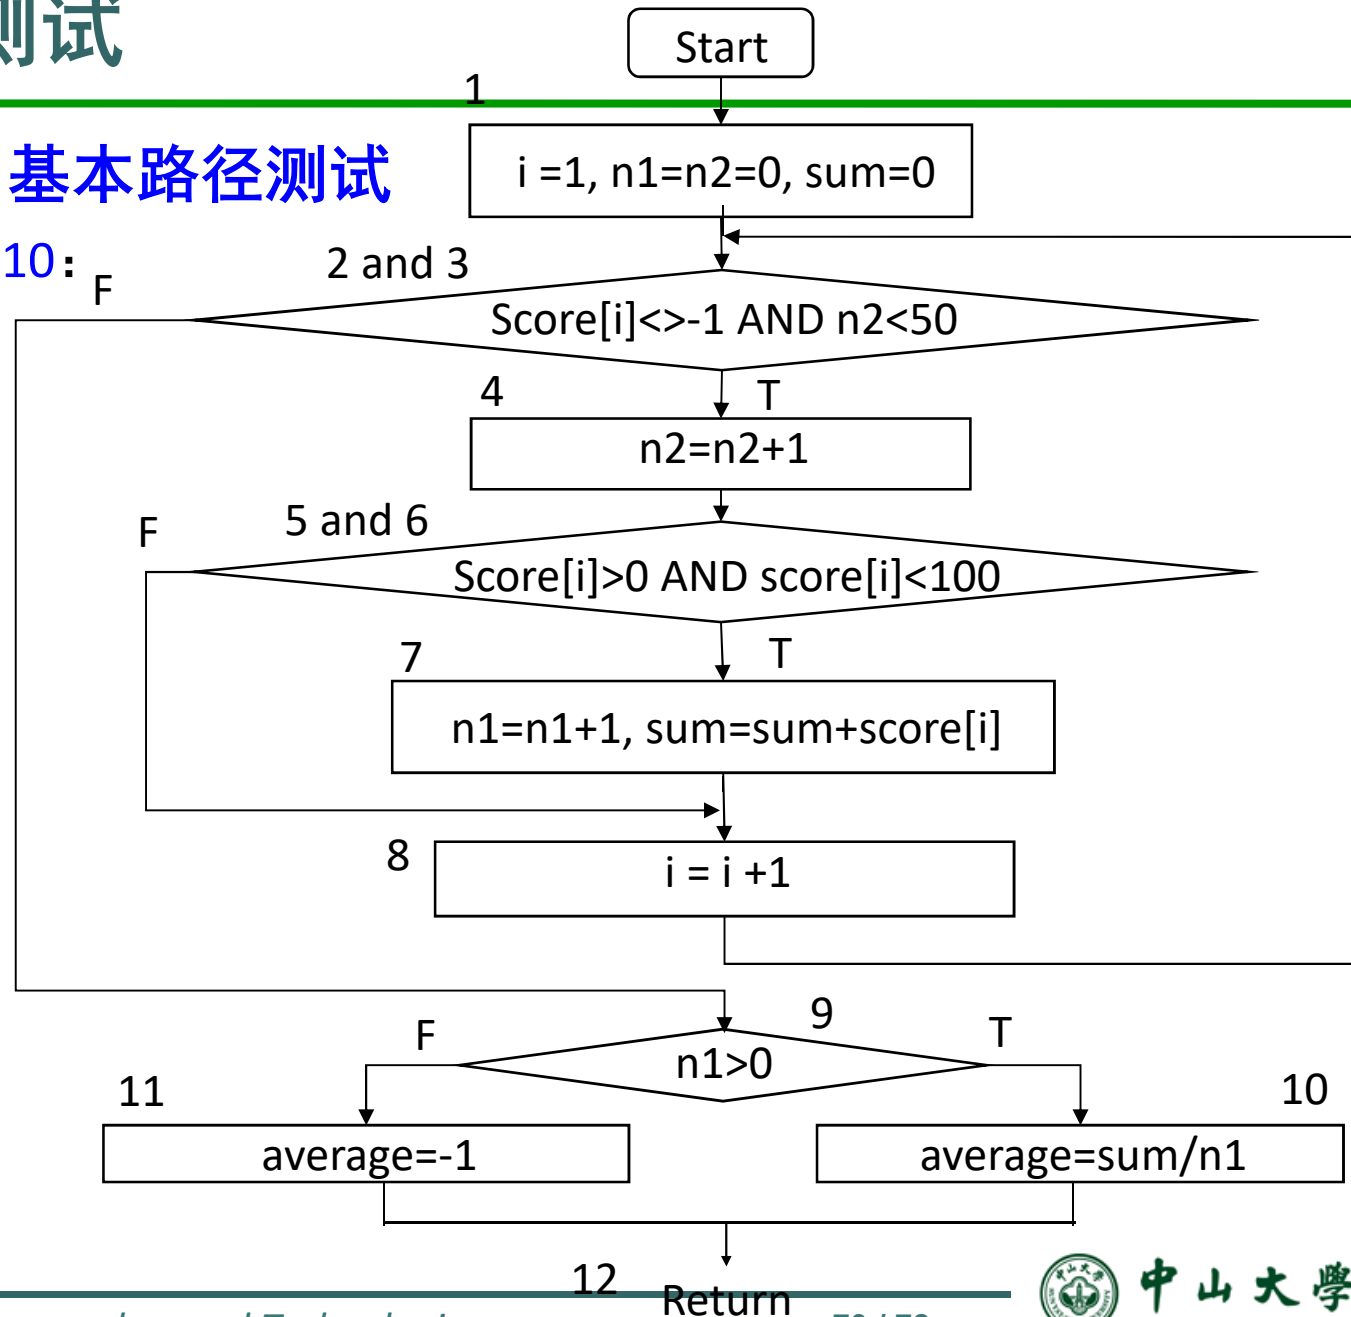 测试
Start
1
基本路径测试
i =1, n1=n2=0, sum=0
10:
F
2 and 3
Score[i]<>-1 AND n2<50
4
T
n2=n2+1
F
5 and 6
Score[i]>0 AND score[i]<100
7
T
n1=n1+1, sum=sum+score[i]
8
i = i +1
9
F
T
n1>0
11
10
average=-1
average=sum/n1
12
Return
中山大學